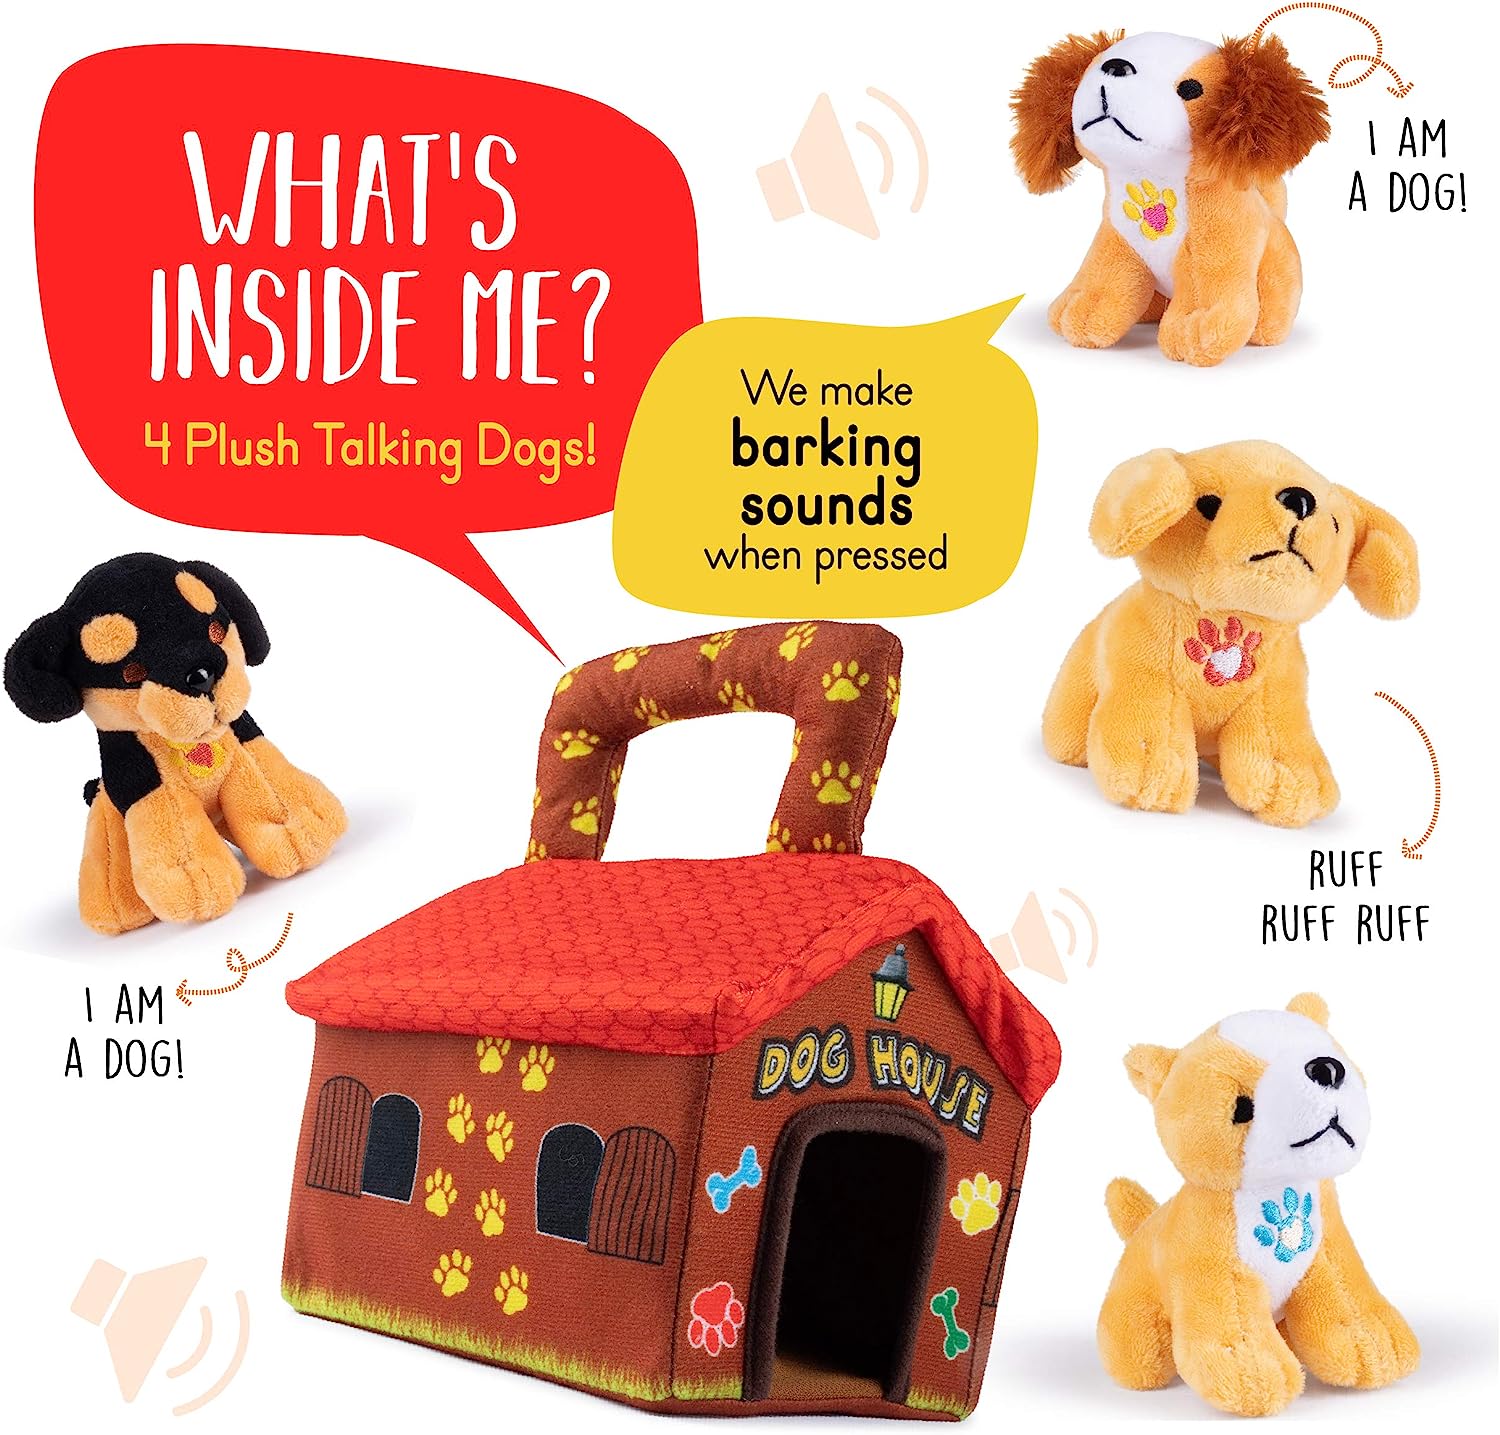 WHAT'S
INSIDE ME?
4 Plush Talking Dogs!
We make
barking
sounds
when pressed
I AM
A DOG!
RUFF
RUFF RUFF
I AM
A DOG!
DOG HOUSE